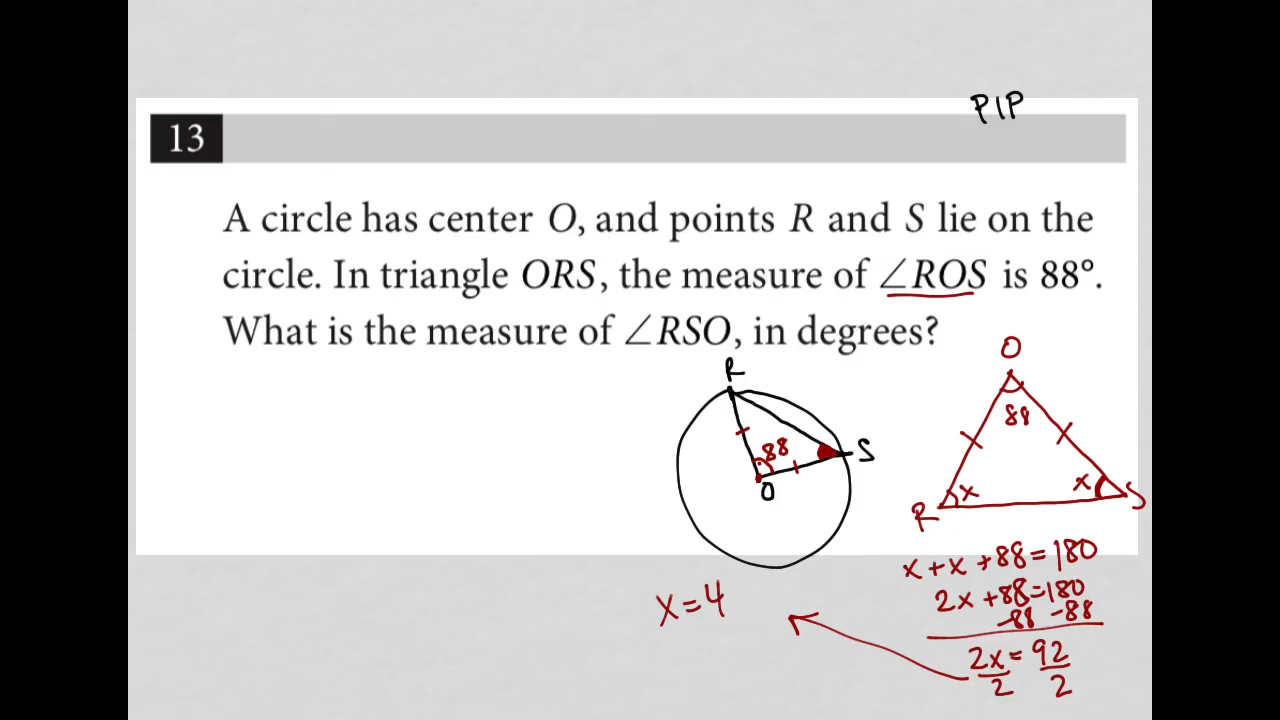 PIP
13
A circle has center O, and points R and S lie on the
circle. In triangle ORS, the measure of ∠ROS is 88°.
What is the measure of ∠RSO, in degrees?
R
88
S
O
O
88
x
x
R
S
x + x + 88 = 180
2x + 88 = 180
-88 -88
2x = 92
2 2
x = 4